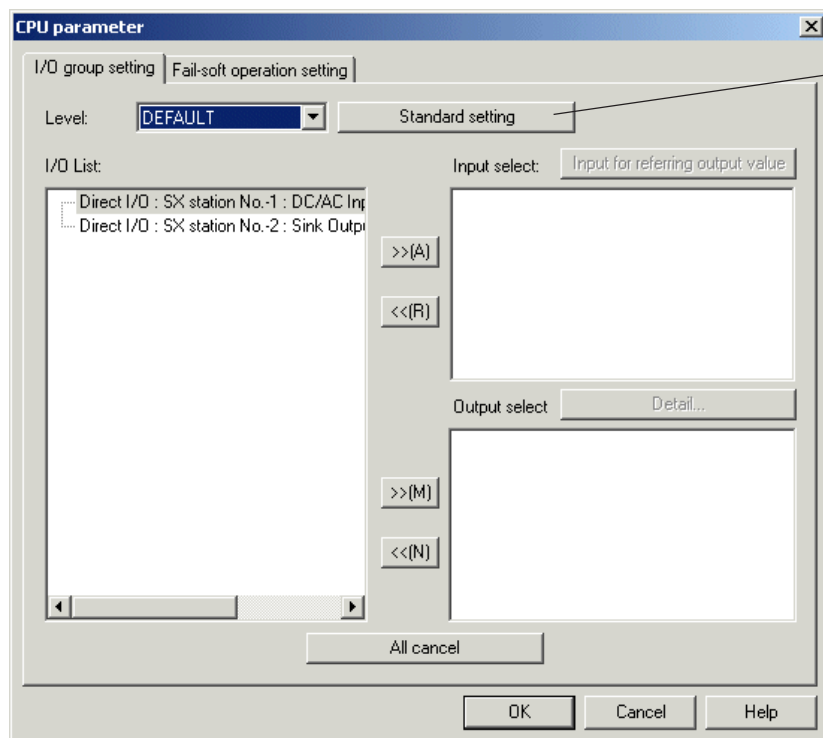 CPU parameter
I/O group setting
Fail-soft operation setting
Level:
DEFAULT
Standard setting
I/O List:
Input select:
Input for referring output value
Direct I/O : SX station No.-1 : DC/AC Inp
Direct I/O : SX station No.-2 : Sink Outpu
>>(A)
<<(R)
Output select
Detail...
>>(M)
<<(N)
All cancel
OK
Cancel
Help